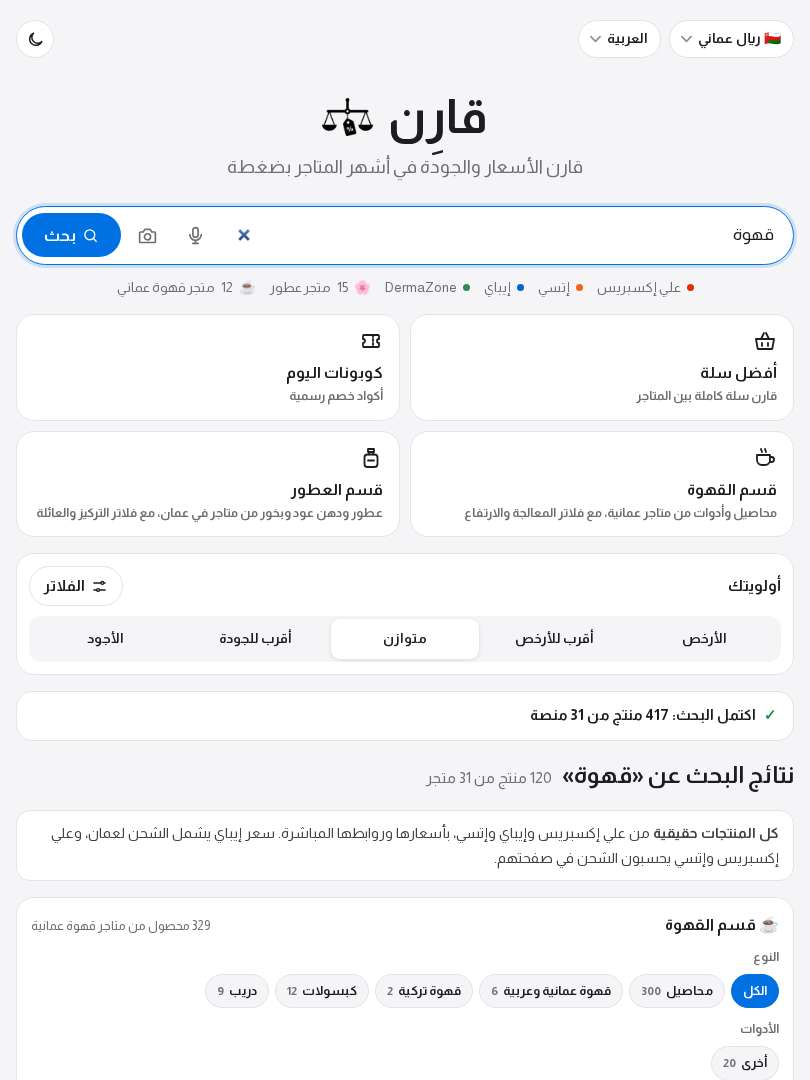 🇴🇲 ريال عماني
العربية
قارِن
%
قارن الأسعار والجودة في أشهر المتاجر بضغطة
قهوة
بحث
علي إكسبريس
إتسي
إيباي
DermaZone
🌸 15 متجر عطور
☕ 12 متجر قهوة عماني
أفضل سلة
قارن سلة كاملة بين المتاجر
كوبونات اليوم
أكواد خصم رسمية
قسم القهوة
محاصيل وأدوات من متاجر عمانية، مع فلاتر المعالجة والارتفاع
قسم العطور
عطور ودهن عود وبخور من متاجر في عمان، مع فلاتر التركيز والعائلة
أولويتك
الفلاتر
الأرخص
أقرب للأرخص
متوازن
أقرب للجودة
الأجود
✓ اكتمل البحث: 417 منتج من 31 منصة
نتائج البحث عن «قهوة» 120 منتج من 31 متجر
كل المنتجات حقيقية من علي إكسبريس وإيباي وإتسي، بأسعارها وروابطها المباشرة. سعر إيباي يشمل الشحن لعمان، وعلي
إكسبريس وإتسي يحسبون الشحن في صفحتهم.
☕ قسم القهوة
329 محصول من متاجر قهوة عمانية
النوع
الكل
محاصيل 300
قهوة عمانية وعربية 6
قهوة تركية 2
كبسولات 12
دريب 9
الأدوات
أخرى 20